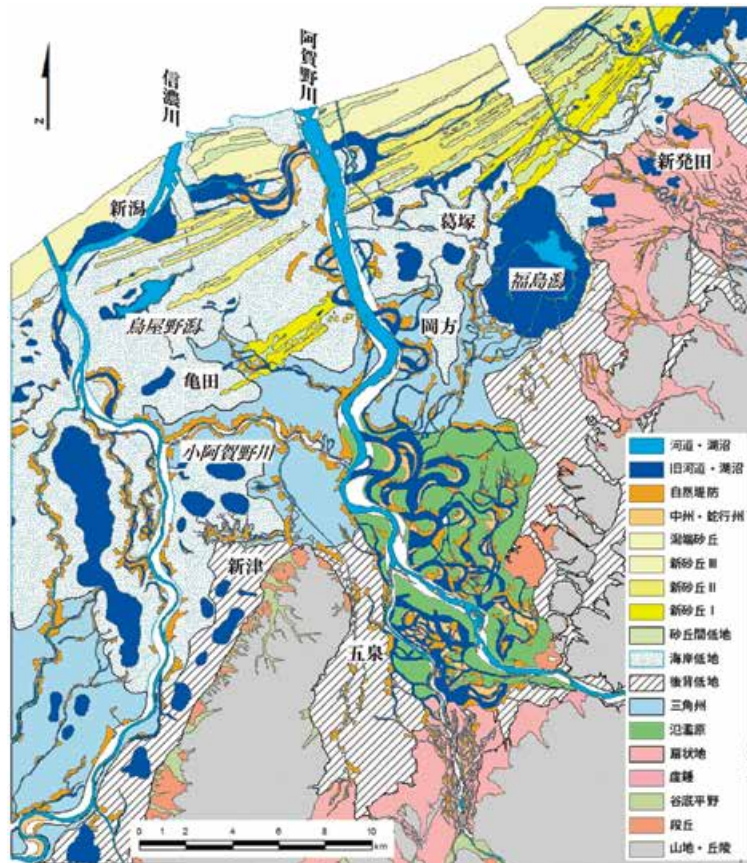 阿賀野川
信濃川
N
新発田
新潟
葛塚
福島潟
鳥屋野潟
岡方
亀田
小阿賀野川
新津
五泉
河道・湖沼
旧河道・湖沼
自然堤防
中州・蛇行州
潟端砂丘
新砂丘Ⅲ
新砂丘Ⅱ
新砂丘Ⅰ
砂丘間低地
海岸低地
後背低地
三角州
氾濫原
扇状地
崖錐
谷底平野
段丘
山地・丘陵
0 1 2 4 6 8 10
km